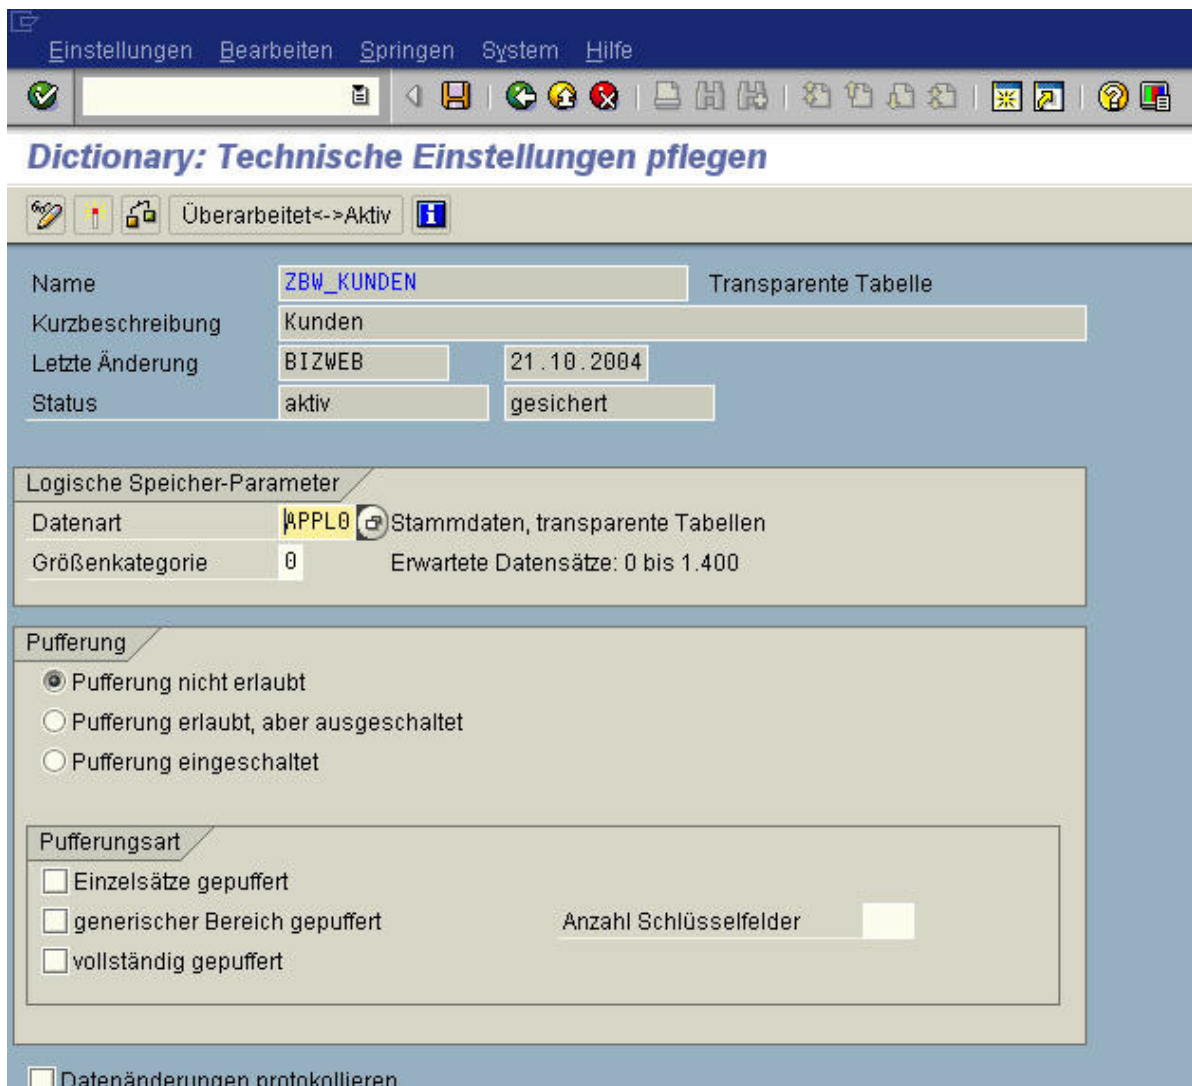 Einstellungen Bearbeiten Springen System Hilfe
Dictionary: Technische Einstellungen pflegen
Überarbeitet<->Aktiv
Name ZBW_KUNDEN Transparente Tabelle
Kurzbeschreibung Kunden
Letzte Änderung BIZWEB 21.10.2004
Status aktiv gesichert
Logische Speicher-Parameter
Datenart APPL0 Stammdaten, transparente Tabellen
Größenkategorie 0 Erwartete Datensätze: 0 bis 1.400
Pufferung
Pufferung nicht erlaubt
Pufferung erlaubt, aber ausgeschaltet
Pufferung eingeschaltet
Pufferungsart
Einzelsätze gepuffert
generischer Bereich gepuffert Anzahl Schlüsselfelder
vollständig gepuffert
Datenänderungen protokollieren